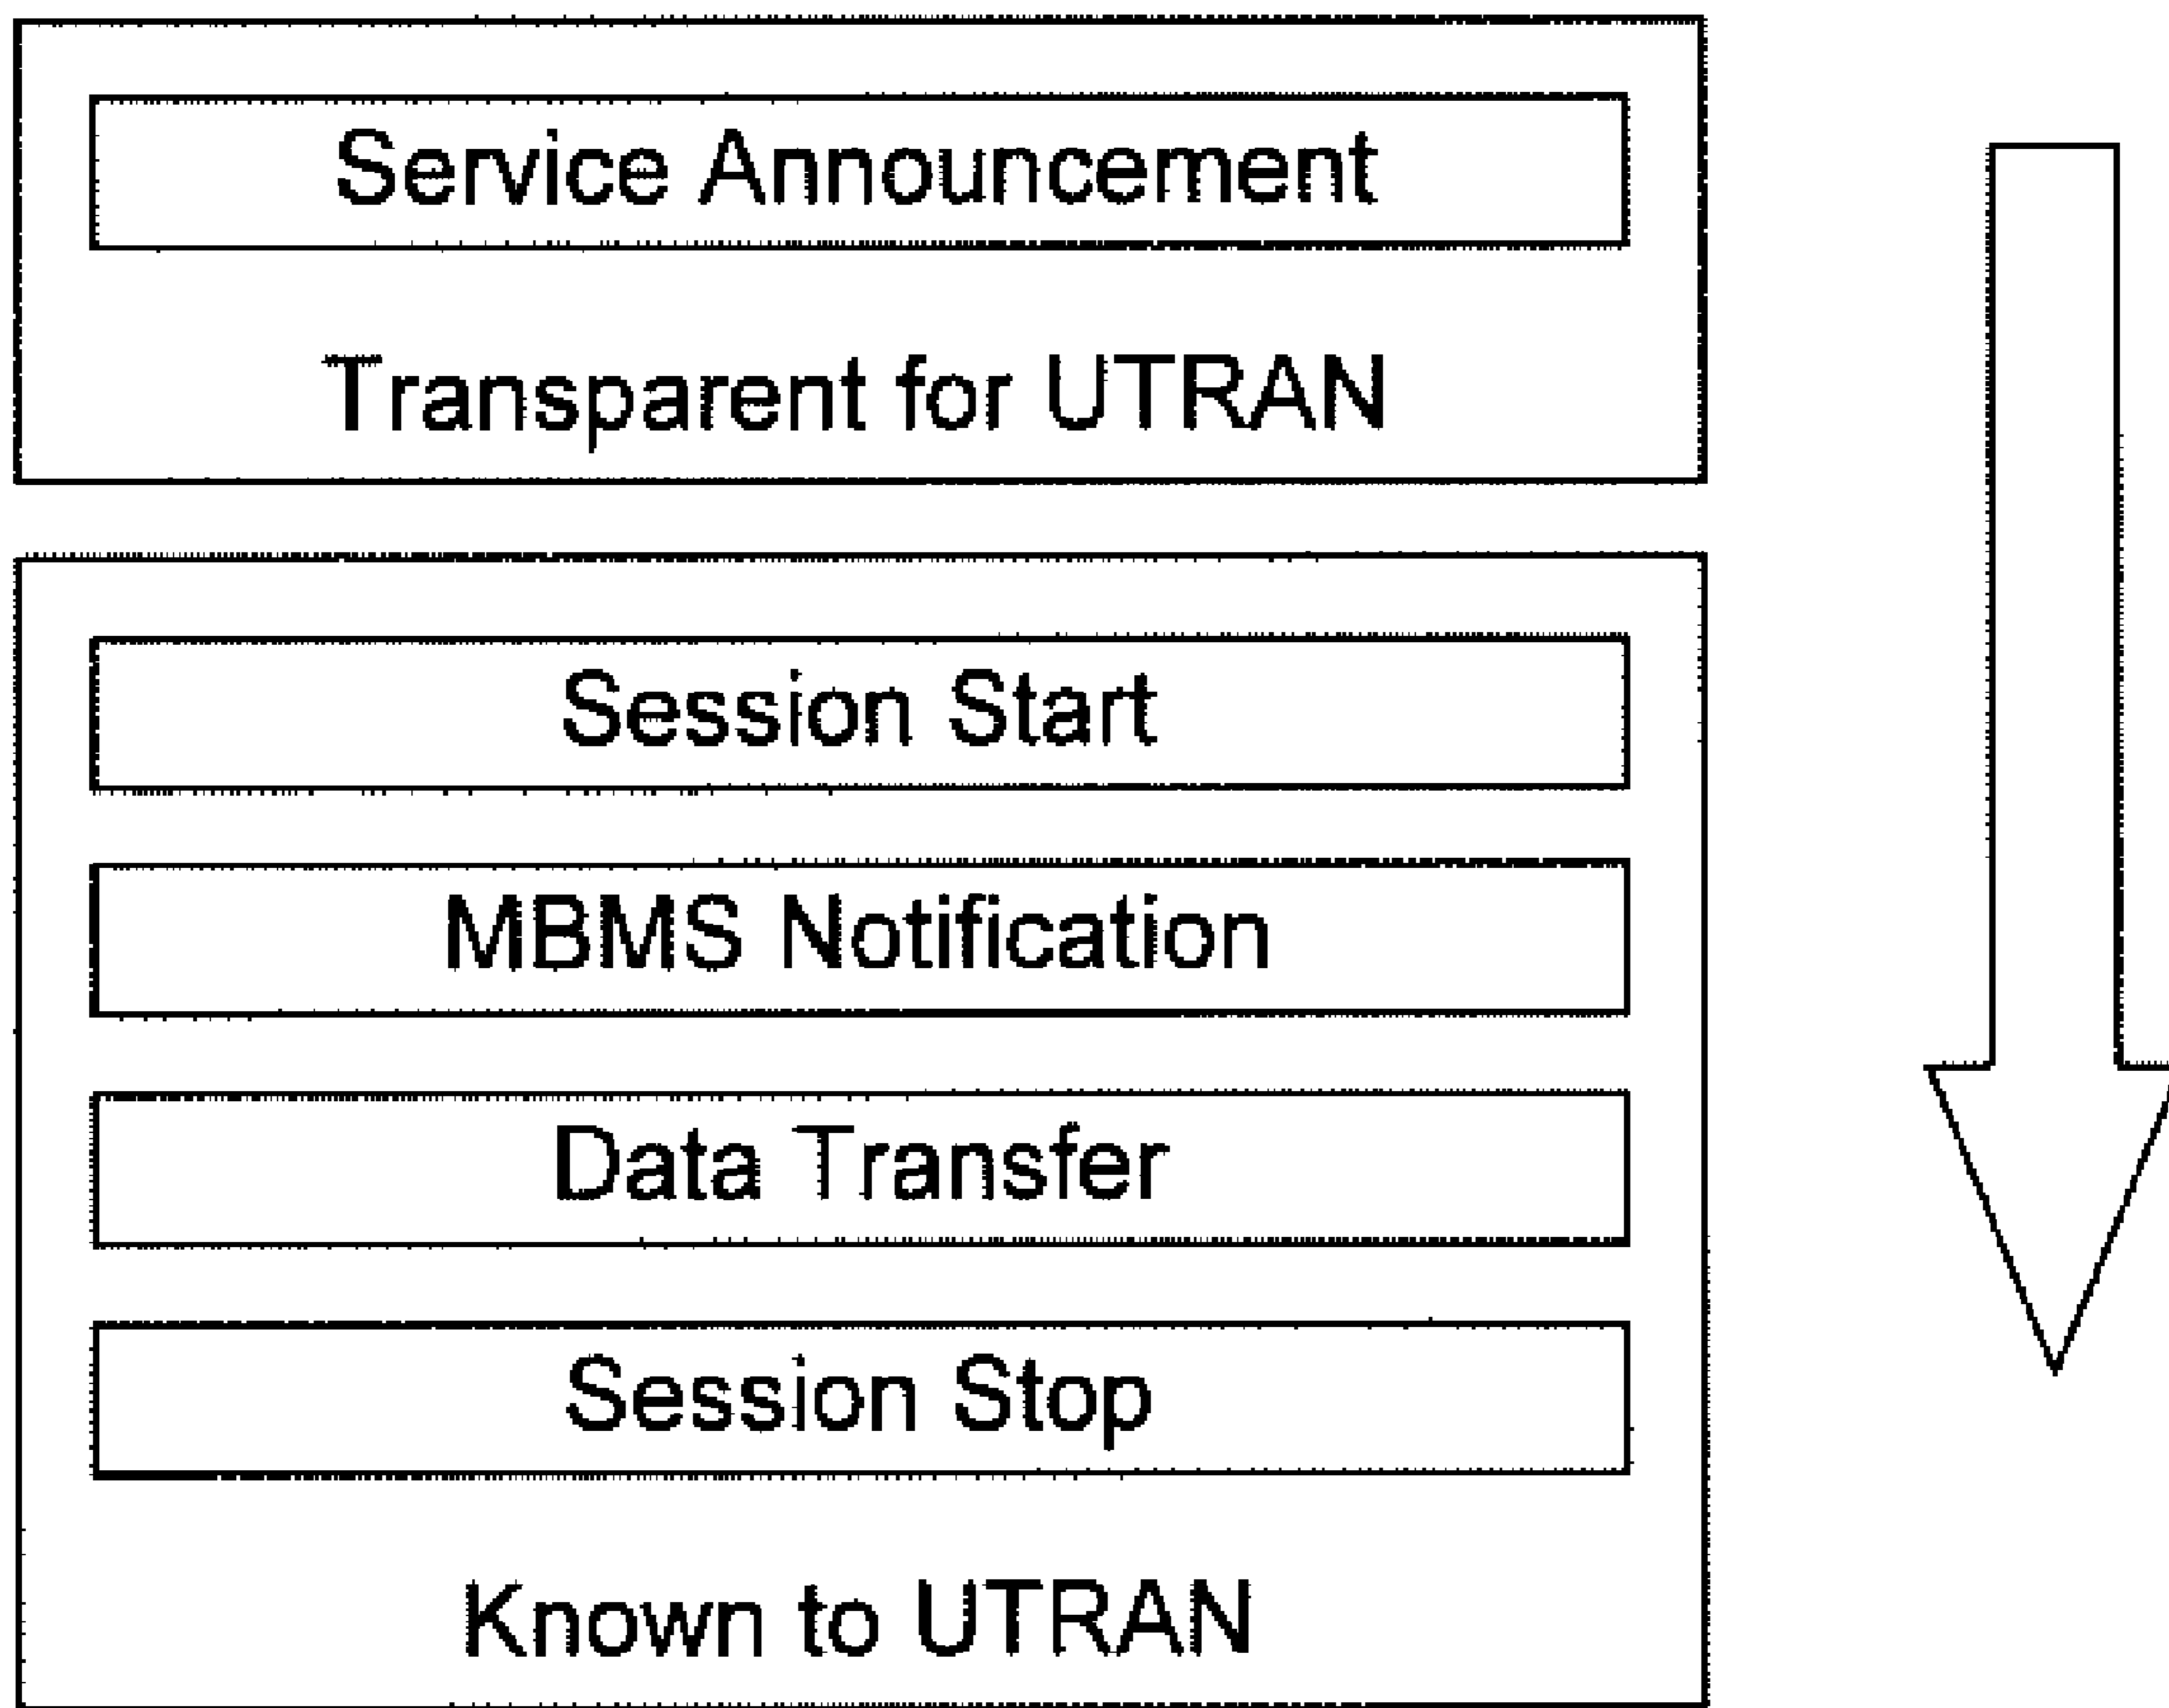 Service Announcement
Transparent for UTRAN
Session Start
MBMS Notification
Data Transfer
Session Stop
Known to UTRAN